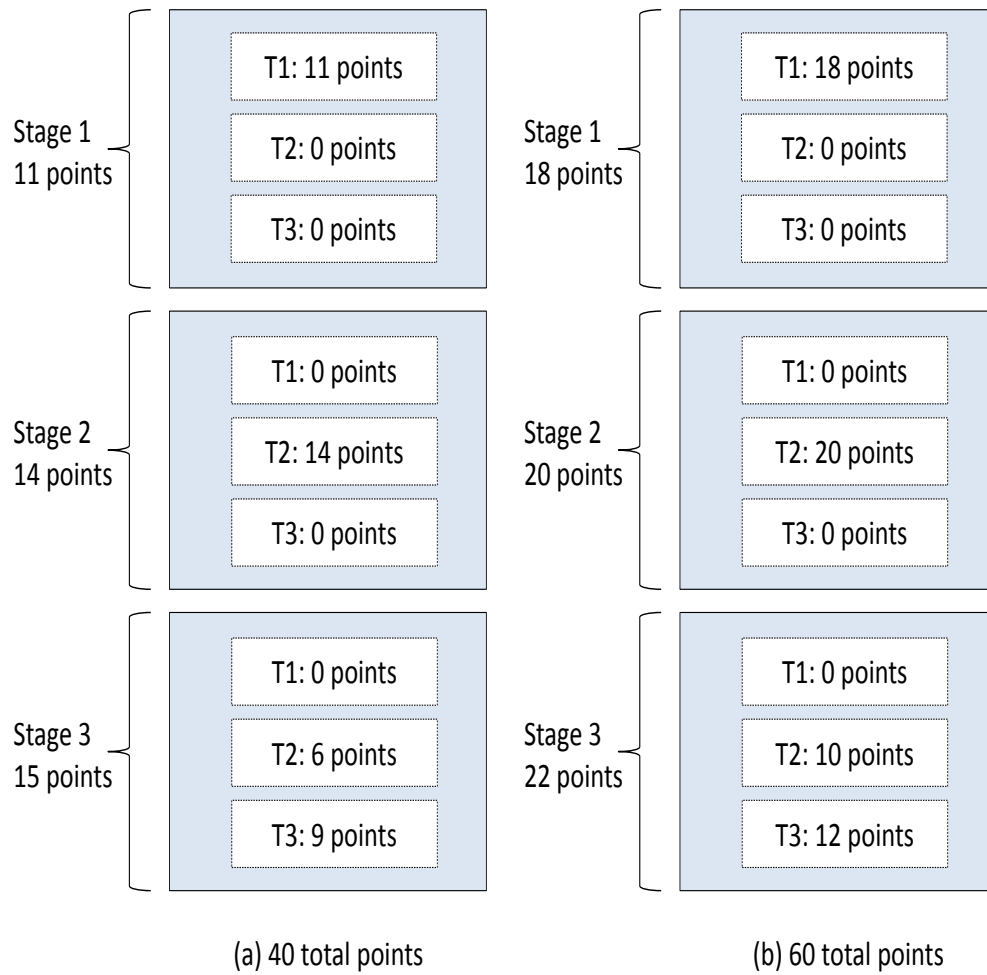 Stage 1
11 points
T1: 11 points
T2: 0 points
T3: 0 points
Stage 2
14 points
T1: 0 points
T2: 14 points
T3: 0 points
Stage 3
15 points
T1: 0 points
T2: 6 points
T3: 9 points
(a) 40 total points
Stage 1
18 points
T1: 18 points
T2: 0 points
T3: 0 points
Stage 2
20 points
T1: 0 points
T2: 20 points
T3: 0 points
Stage 3
22 points
T1: 0 points
T2: 10 points
T3: 12 points
(b) 60 total points